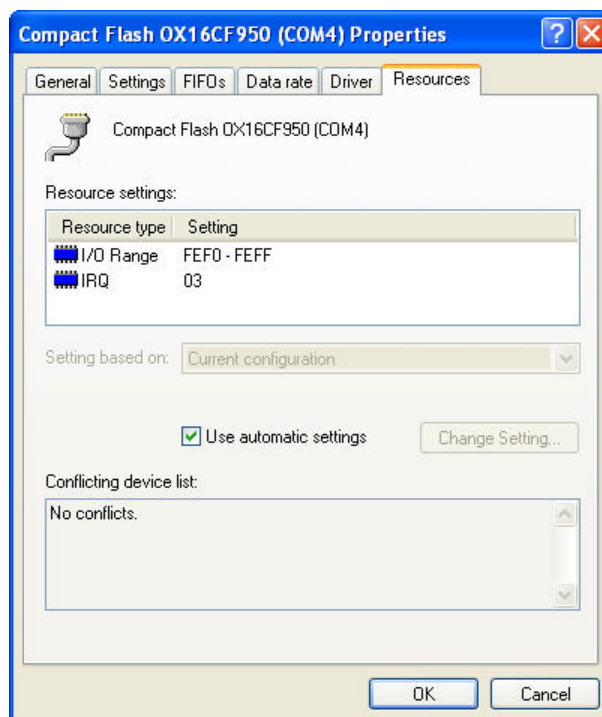 Compact Flash OX16CF950 (COM4) Properties
General Settings FIFOs Data rate Driver Resources
Compact Flash OX16CF950 (COM4)
Resource settings:
Resource type Setting
I/O Range FEF0 - FEFF
IRQ 03
Setting based on: Current configuration
Use automatic settings Change Setting...
Conflicting device list:
No conflicts.
OK Cancel